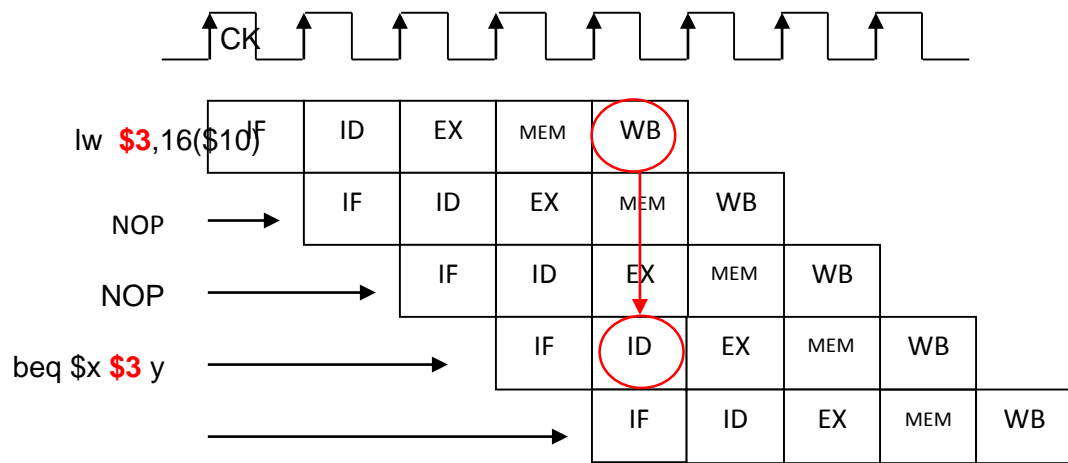 CK
lw $3,16($10) IF ID EX MEM WB
NOP IF ID EX MEM WB
NOP IF ID EX MEM WB
beq $x $3 y IF ID EX MEM WB
IF ID EX MEM WB